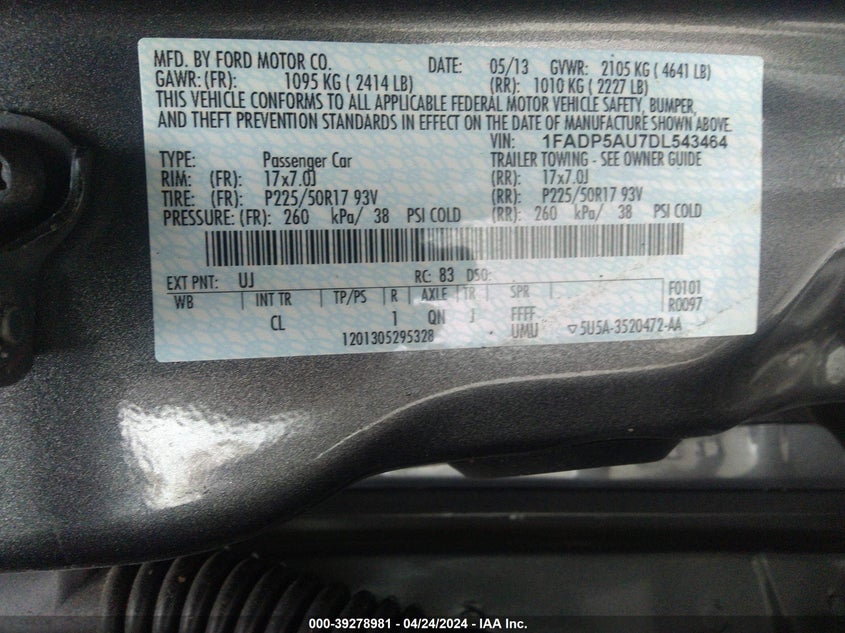 MFD. BY FORD MOTOR CO. DATE: 05/13 GVWR: 2105 KG ( 4641 LB)
GAWR: (FR): 1095 KG ( 2414 LB) (RR): 1010 KG ( 2227 LB)
THIS VEHICLE CONFORMS TO ALL APPLICABLE FEDERAL MOTOR VEHICLE SAFETY, BUMPER,
AND THEFT PREVENTION STANDARDS IN EFFECT ON THE DATE OF MANUFACTURE SHOWN ABOVE.
VIN: 1FADP5AU7DL543464
TYPE: Passenger Car TRAILER TOWING - SEE OWNER GUIDE
RIM: (FR): 17x7.0J (RR): 17x7.0J
TIRE: (FR): P225/50R17 93V (RR): P225/50R17 93V
PRESSURE: (FR): 260 kPa/ 38 PSI COLD (RR): 260 kPa/ 38 PSI COLD
EXT PNT: UJ RC: 83 DSO: F0101
WB INT TR TP/PS R AXLE TR SPR R0097
CL 1 QN J FFFF
1201305295328 UMU ▽5U5A-3520472-AA
000-39278981 / 04/24/2024 - IAA Inc.